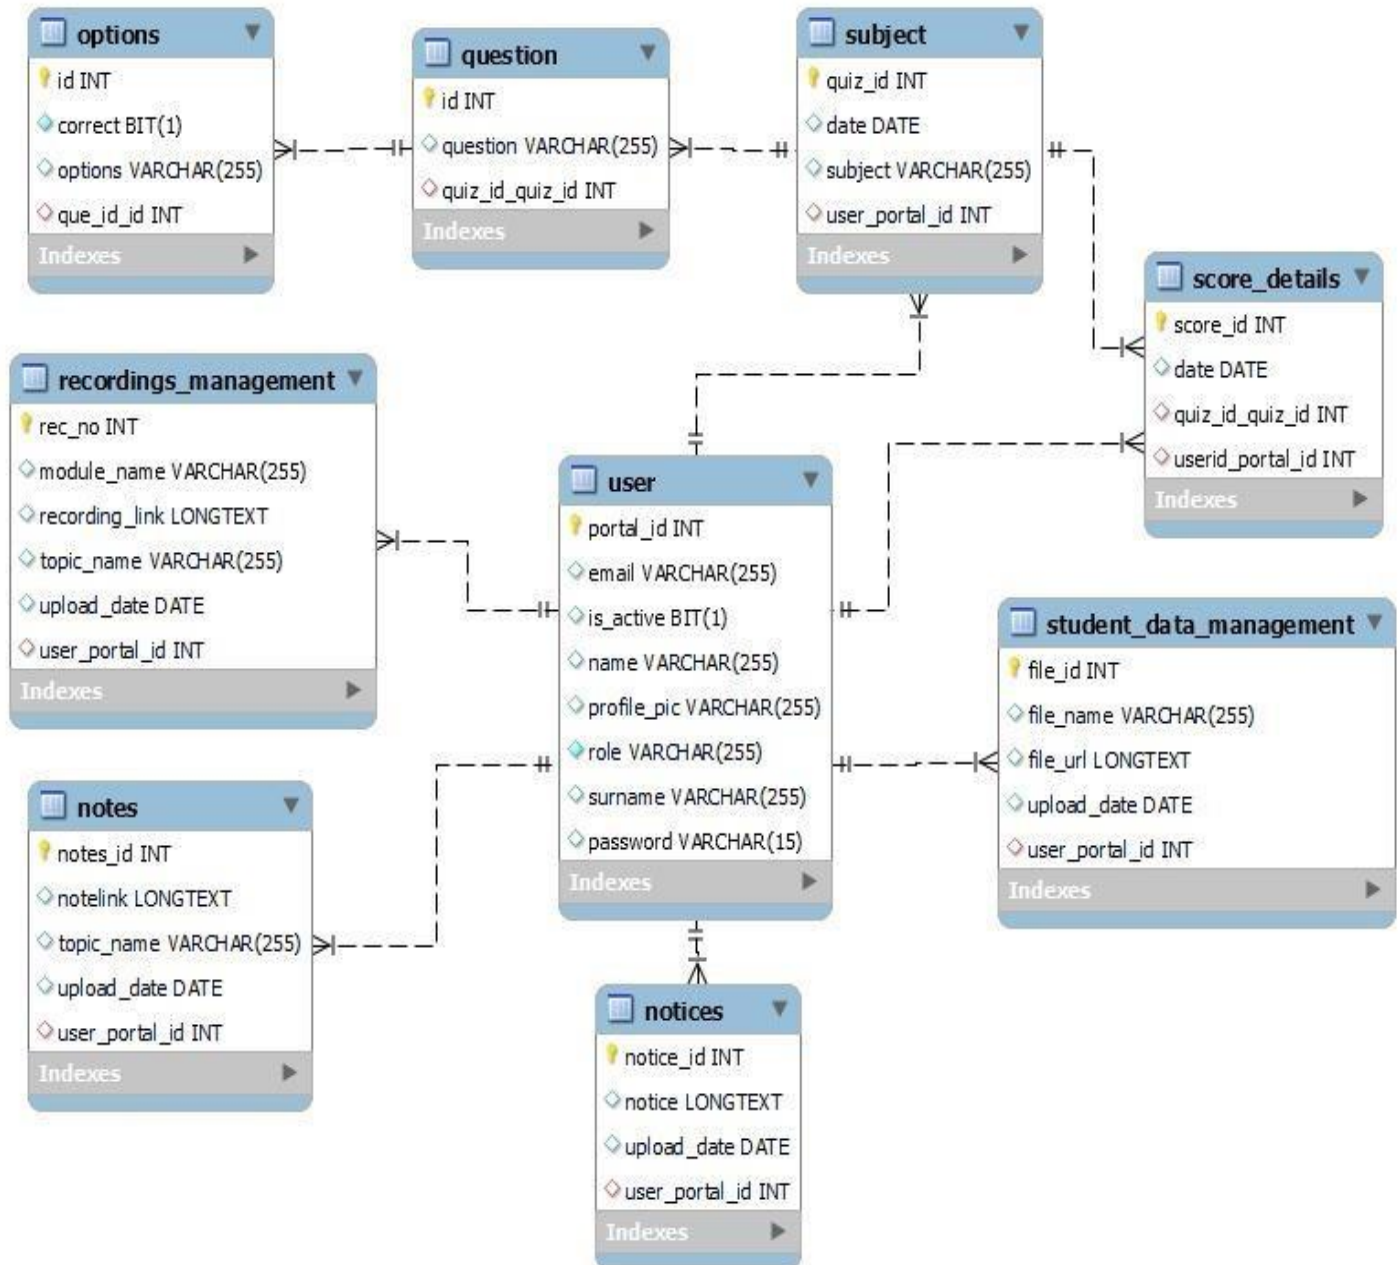 options
id INT
correct BIT(1)
options VARCHAR(255)
que_id_id INT
Indexes
question
id INT
question VARCHAR(255)
quiz_id_quiz_id INT
Indexes
subject
quiz_id INT
date DATE
subject VARCHAR(255)
user_portal_id INT
Indexes
score_details
score_id INT
date DATE
quiz_id_quiz_id INT
userid_portal_id INT
Indexes
recordings_management
rec_no INT
module_name VARCHAR(255)
recording_link LONGTEXT
topic_name VARCHAR(255)
upload_date DATE
user_portal_id INT
Indexes
user
portal_id INT
email VARCHAR(255)
is_active BIT(1)
name VARCHAR(255)
profile_pic VARCHAR(255)
role VARCHAR(255)
surname VARCHAR(255)
password VARCHAR(15)
Indexes
student_data_management
file_id INT
file_name VARCHAR(255)
file_url LONGTEXT
upload_date DATE
user_portal_id INT
Indexes
notes
notes_id INT
notelink LONGTEXT
topic_name VARCHAR(255)
upload_date DATE
user_portal_id INT
Indexes
notices
notice_id INT
notice LONGTEXT
upload_date DATE
user_portal_id INT
Indexes